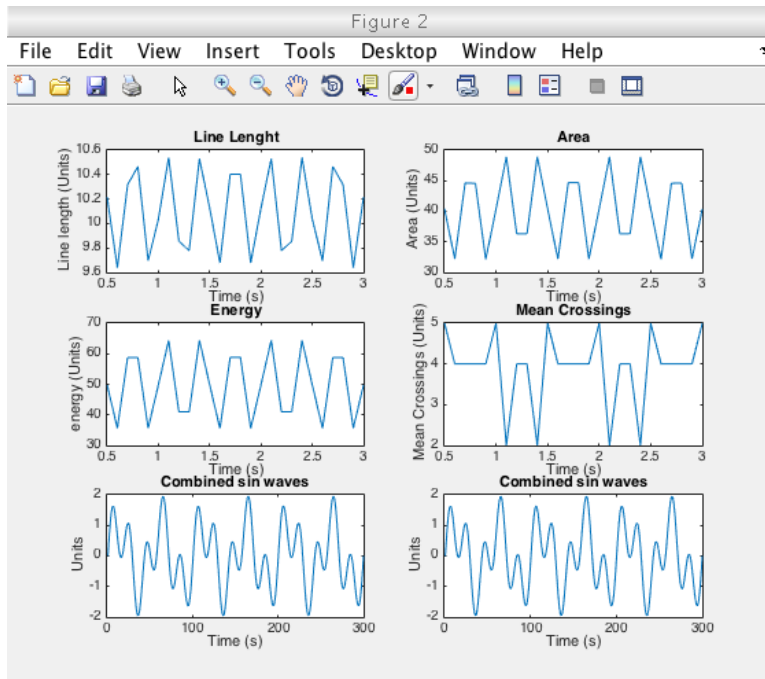 Figure 2
File Edit View Insert Tools Desktop Window Help
Line Lenght
Line length (Units)
10.6
10.4
10.2
10
9.8
9.6
0.5 1 1.5 2 2.5 3
Time (s)
Area
Area (Units)
50
45
40
35
30
0.5 1 1.5 2 2.5 3
Time (s)
Energy
energy (Units)
70
60
50
40
30
0.5 1 1.5 2 2.5 3
Time (s)
Mean Crossings
Mean Crossings (Units)
5
4
3
2
0.5 1 1.5 2 2.5 3
Time (s)
Combined sin waves
Units
2
1
0
-1
-2
0 100 200 300
Time (s)
Combined sin waves
Units
2
1
0
-1
-2
0 100 200 300
Time (s)